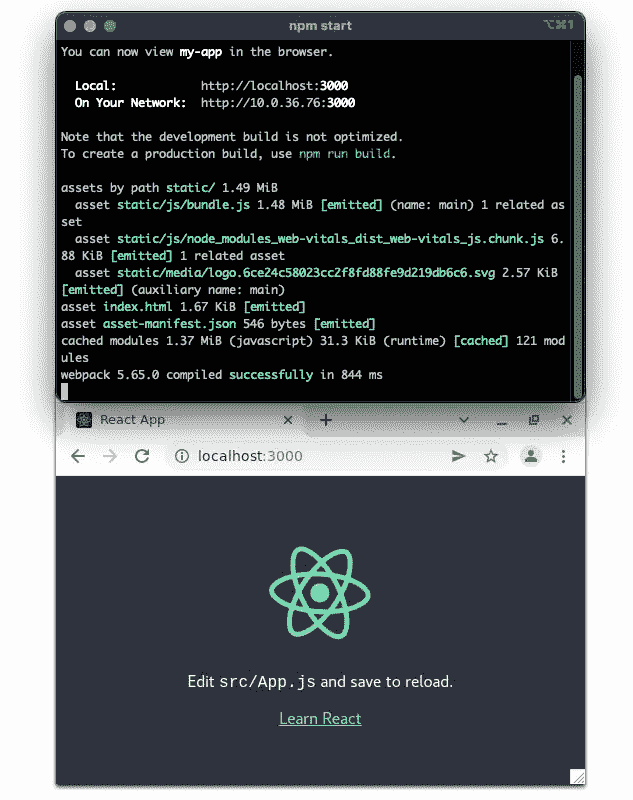 npm start
⌥⌘1
You can now view my-app in the browser.
Local: http://localhost:3000
On Your Network: http://10.0.36.76:3000
Note that the development build is not optimized.
To create a production build, use npm run build.
assets by path static/ 1.49 MiB
asset static/js/bundle.js 1.48 MiB [emitted] (name: main) 1 related as
set
asset static/js/node_modules_web-vitals_dist_web-vitals_js.chunk.js 6.
88 KiB [emitted] 1 related asset
asset static/media/logo.6ce24c58023cc2f8fd88fe9d219db6c6.svg 2.57 KiB
[emitted] (auxiliary name: main)
asset index.html 1.67 KiB [emitted]
asset asset-manifest.json 546 bytes [emitted]
cached modules 1.37 MiB (javascript) 31.3 KiB (runtime) [cached] 121 mod
ules
webpack 5.65.0 compiled successfully in 844 ms
React App
localhost:3000
Edit src/App.js and save to reload.
Learn React